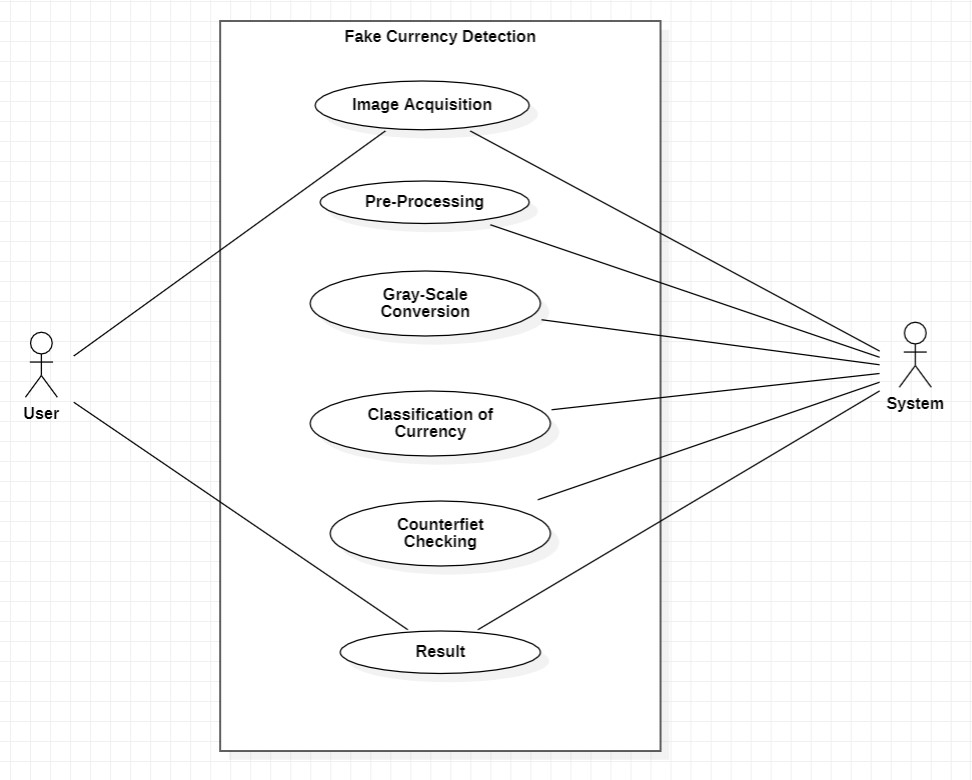 Fake Currency Detection
Image Acquisition
Pre-Processing
Gray-Scale
Conversion
User
System
Classification of
Currency
Counterfiet
Checking
Result